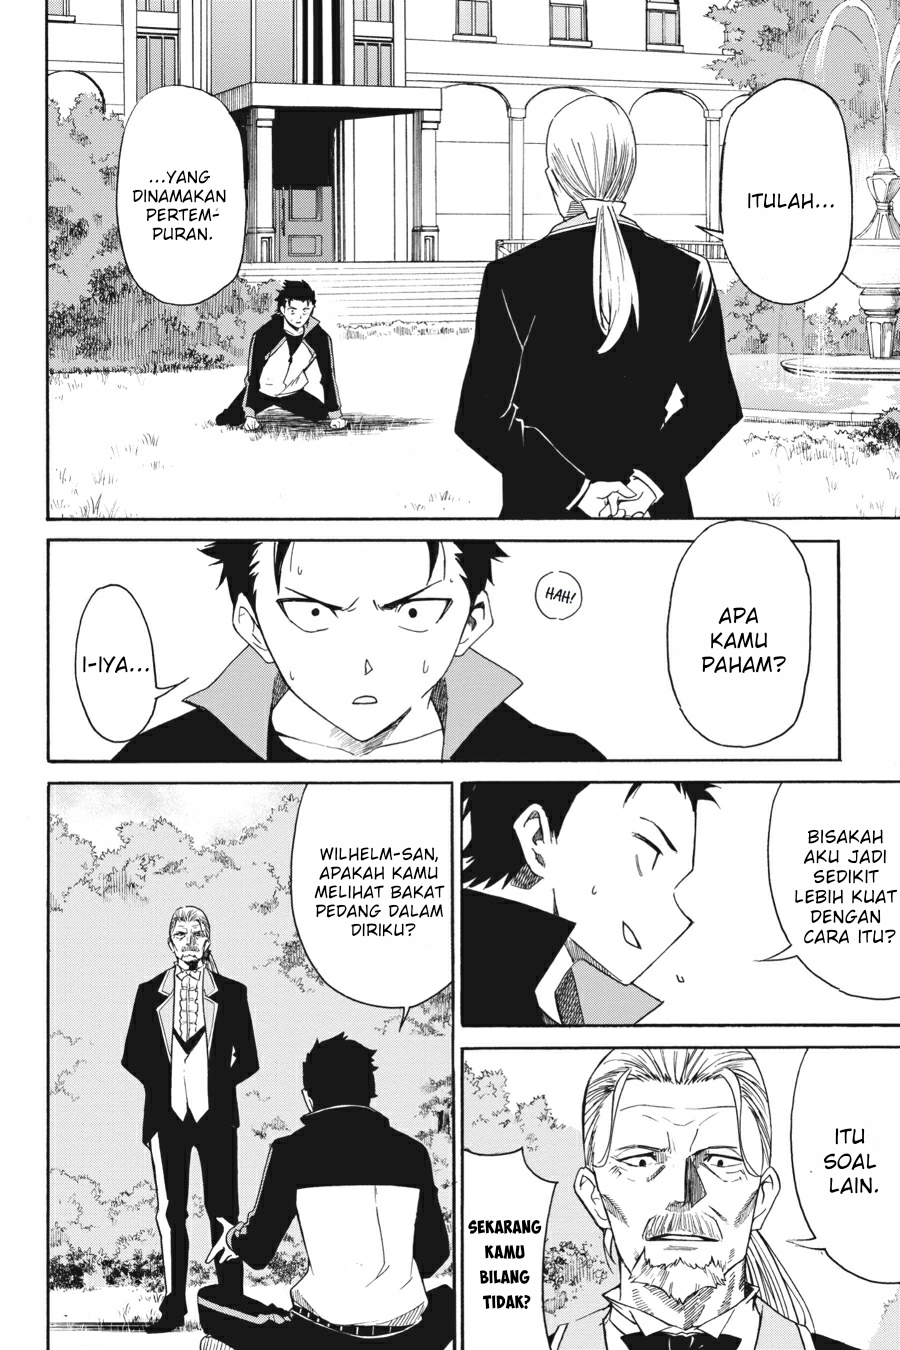 ITULAH...
...YANG
DINAMAKAN
PERTEM-
PURAN.
APA
KAMU
PAHAM?
HAH!
I-IYA...
BISAKAH
AKU JADI
SEDIKIT
LEBIH KUAT
DENGAN
CARA ITU?
WILHELM-SAN,
APAKAH KAMU
MELIHAT BAKAT
PEDANG DALAM
DIRIKU?
ITU
SOAL
LAIN.
SEKARANG
KAMU
BILANG
TIDAK?